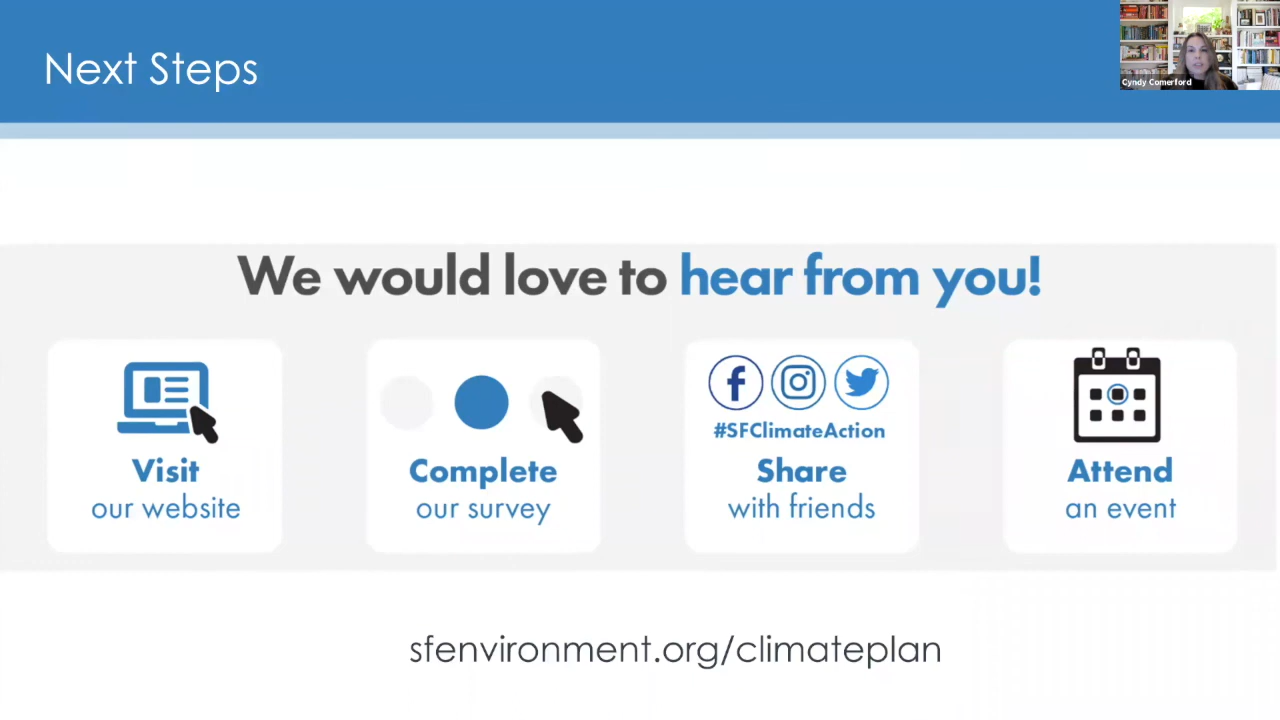 Next Steps
Cyndy Comerford
We would love to hear from you!
Visit
our website
Complete
our survey
#SFClimateAction
Share
with friends
Attend
an event
sfenvironment.org/climateplan